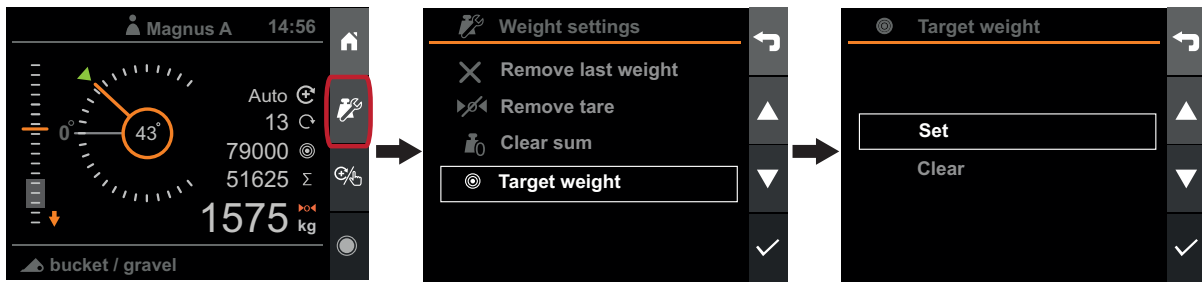 Magnus A 14:56
Auto
13
0° 43°
79000
51625 Σ
1575 kg
bucket / gravel
Weight settings
Remove last weight
Remove tare
0 Clear sum
Target weight
Target weight
Set
Clear